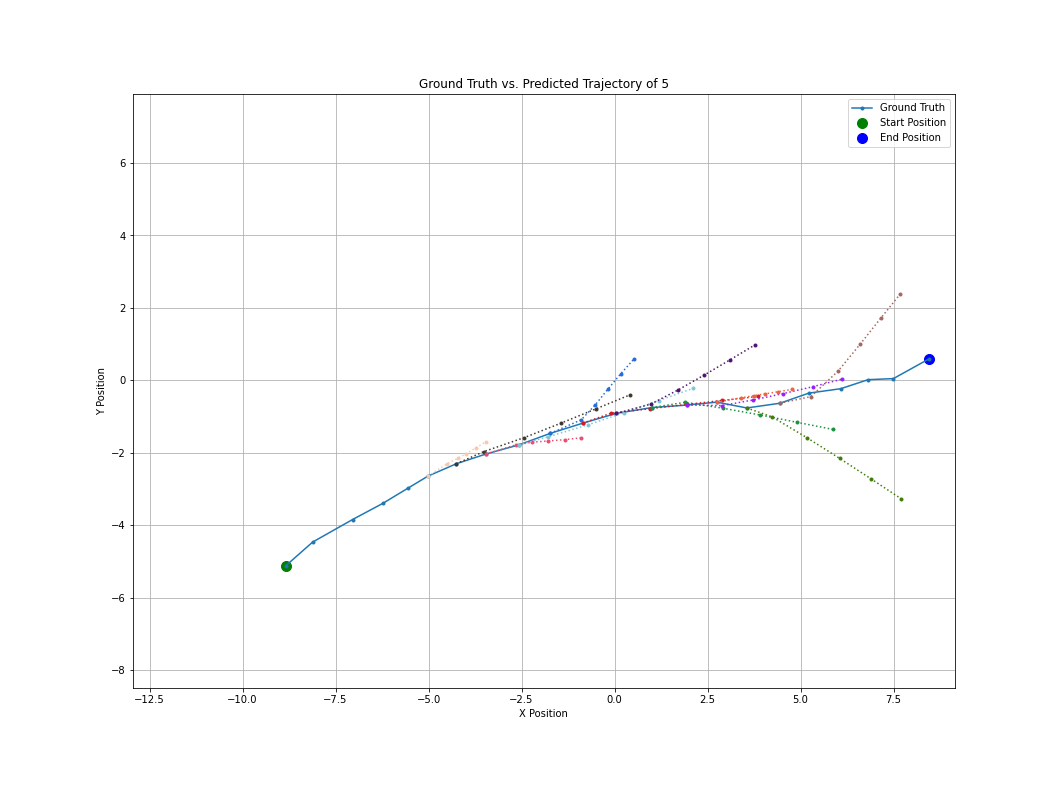 Ground Truth vs. Predicted Trajectory of 5
Ground Truth
Start Position
End Position
6
4
2
0
−2
−4
−6
−8
Y Position
−12.5 −10.0 −7.5 −5.0 −2.5 0.0 2.5 5.0 7.5
X Position